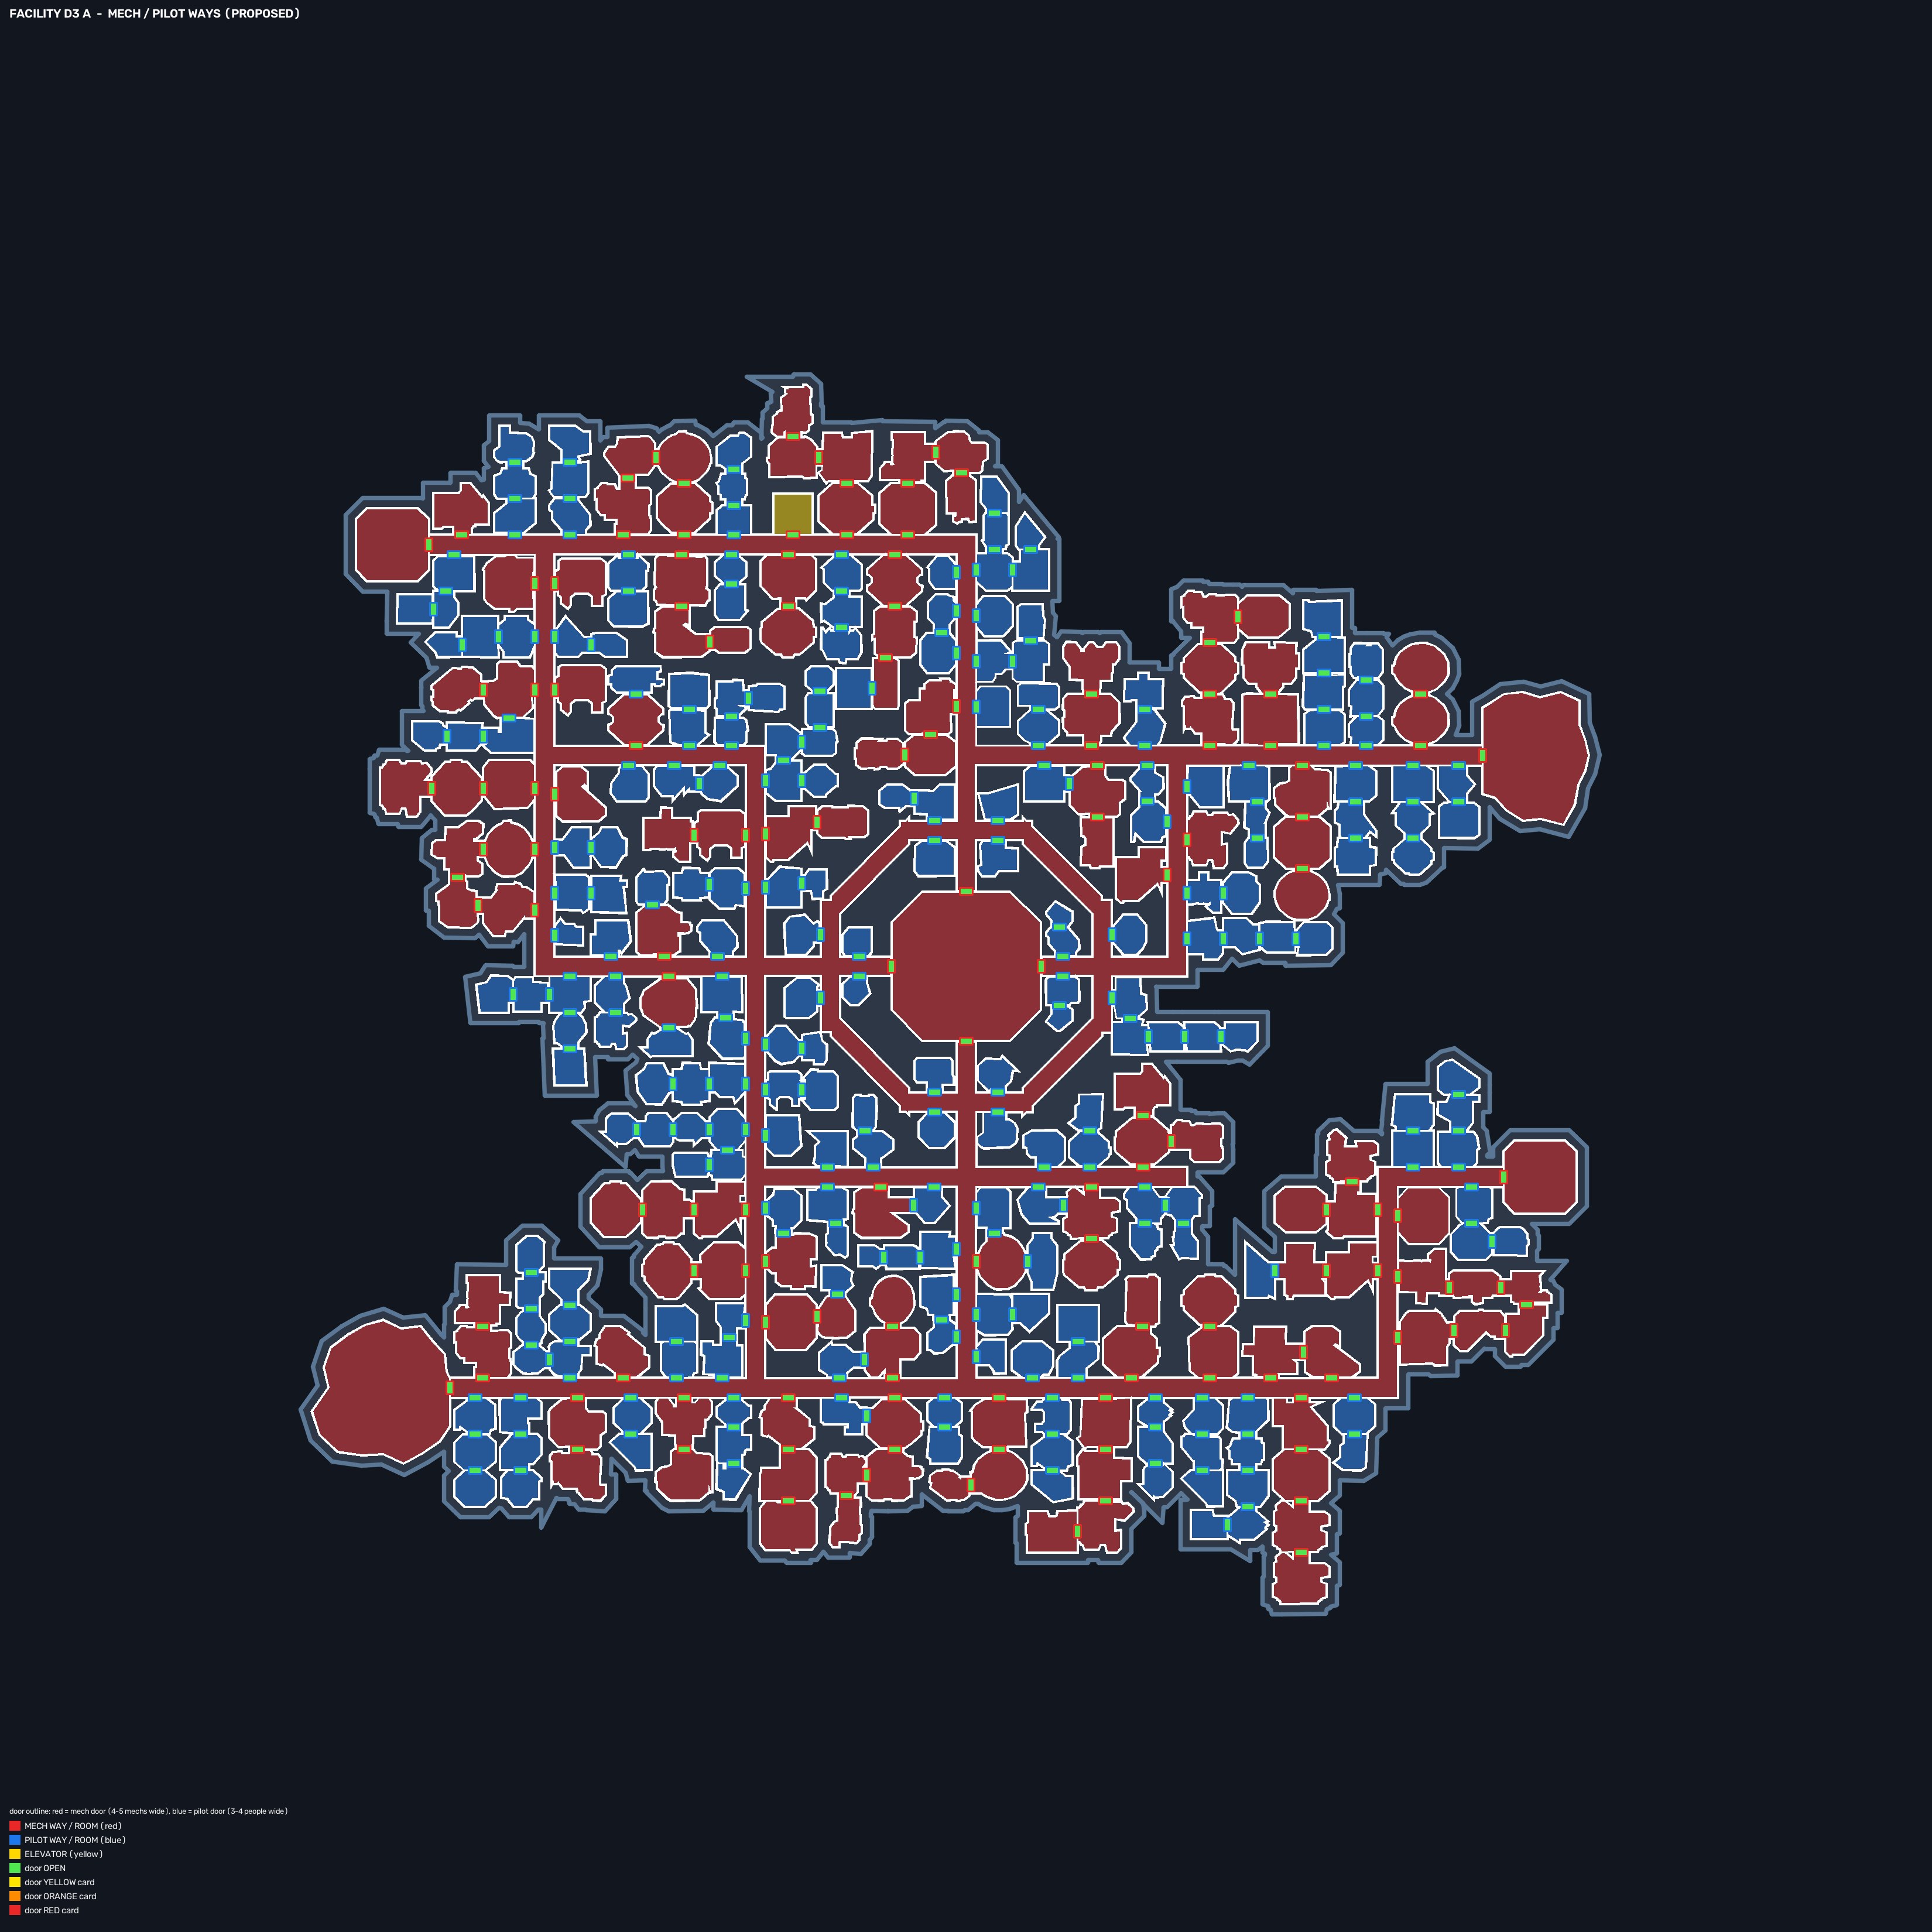 FACILITY D3 A - MECH / PILOT WAYS (PROPOSED)
door outline: red = mech door (4-5 mechs wide), blue = pilot door (3-4 people wide)
MECH WAY / ROOM (red)
PILOT WAY / ROOM (blue)
ELEVATOR (yellow)
door OPEN
door YELLOW card
door ORANGE card
door RED card